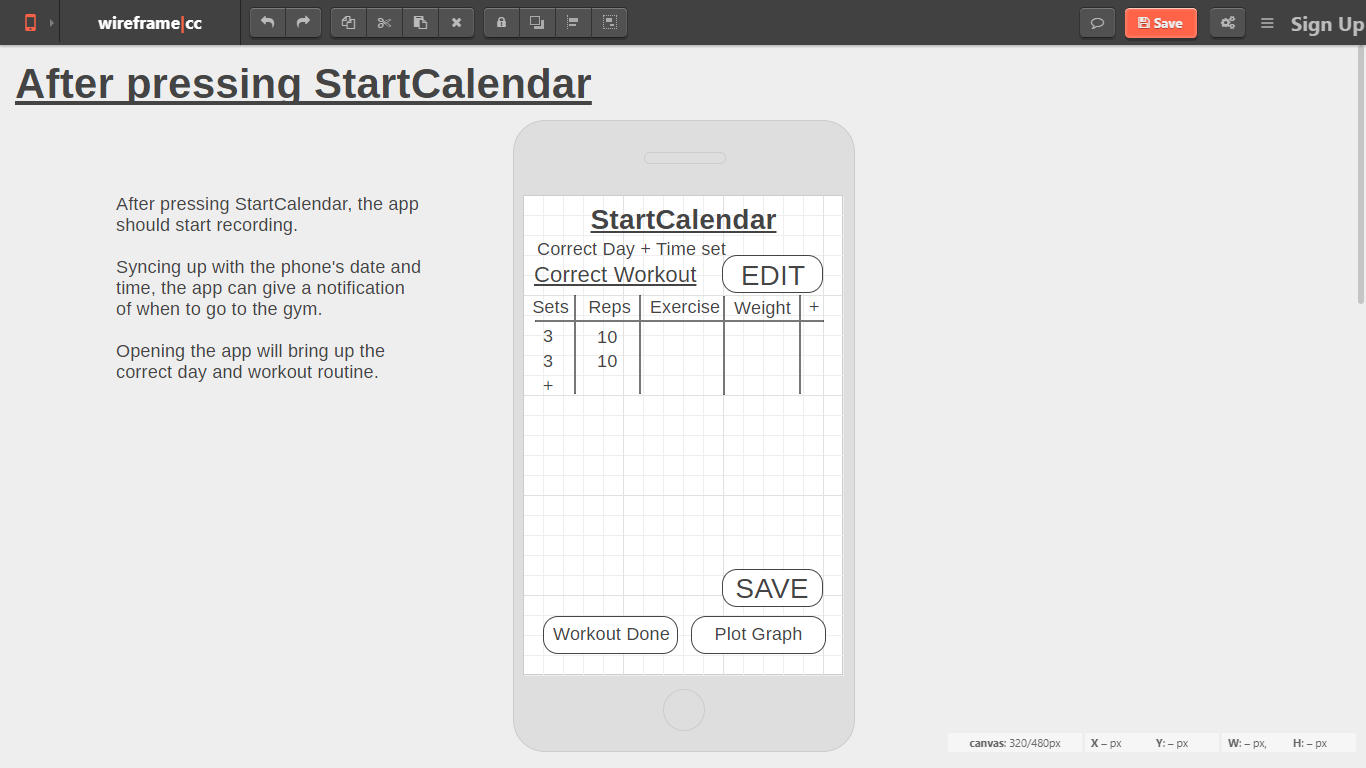 wireframe|cc
Save
Sign Up
After pressing StartCalendar
After pressing StartCalendar, the app
should start recording.
Syncing up with the phone's date and
time, the app can give a notification
of when to go to the gym.
Opening the app will bring up the
correct day and workout routine.
StartCalendar
Correct Day + Time set
Correct Workout
EDIT
Sets Reps Exercise Weight +
3 10
3 10
+
SAVE
Workout Done Plot Graph
canvas: 320/480px X – px Y: – px W: – px, H: – px